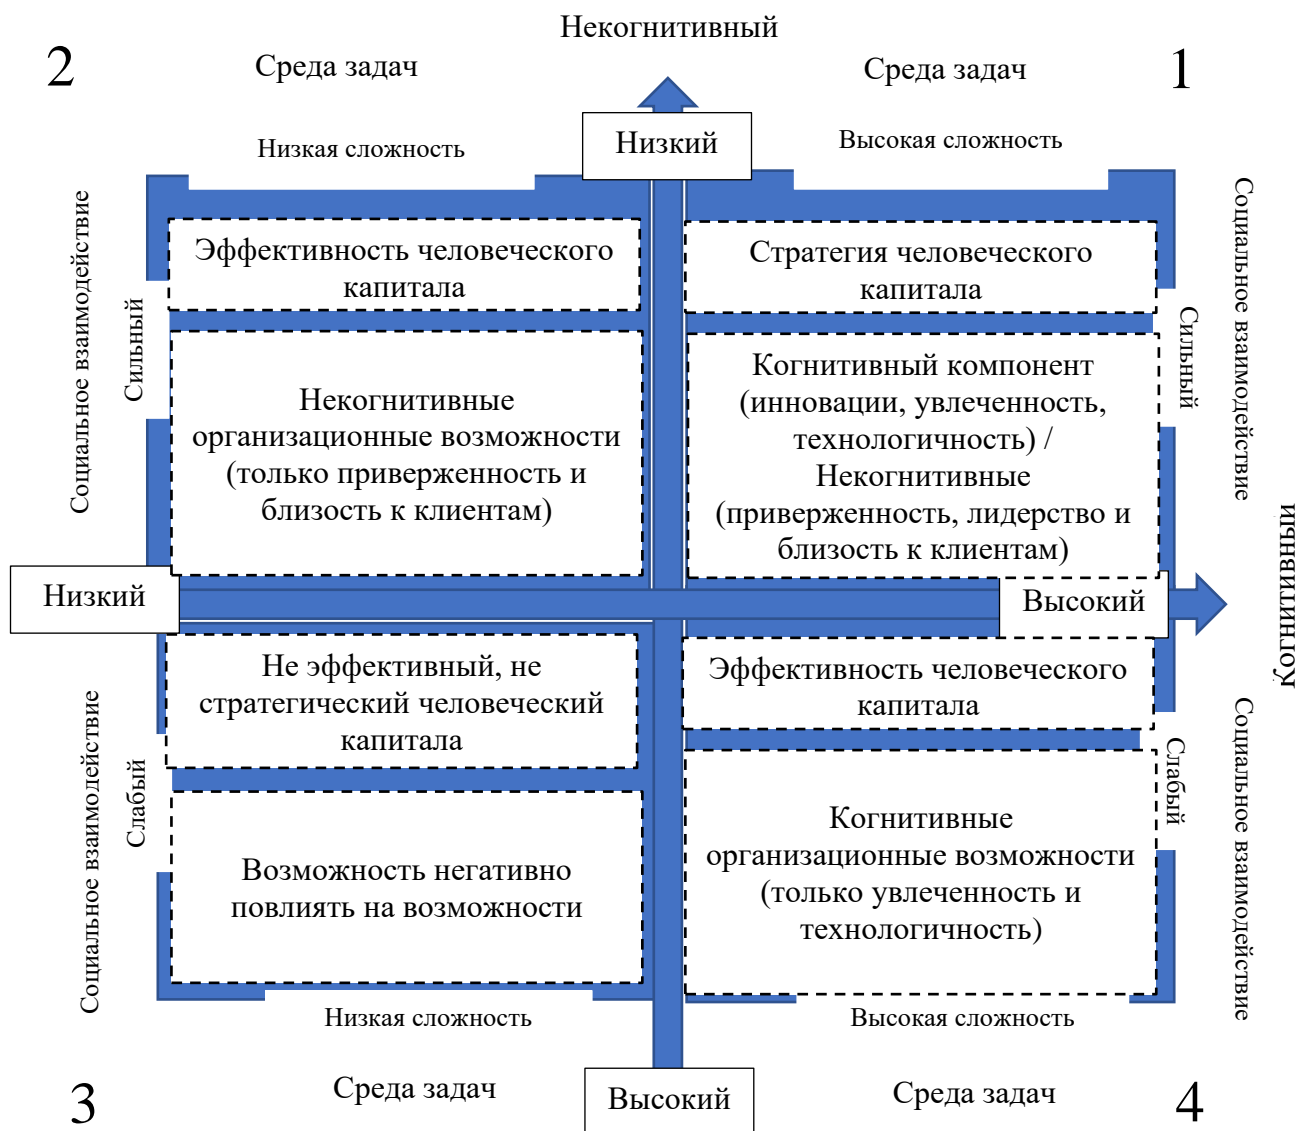 Некогнитивный
2
Среда задач
Среда задач
1
Низкий
Низкая сложность
Высокая сложность
Социальное взаимодействие
Сильный
Эффективность человеческого
капитала
Некогнитивные
организационные возможности
(только приверженность и
близость к клиентам)
Стратегия человеческого
капитала
Когнитивный компонент
(инновации, увлеченность,
технологичность) /
Некогнитивные
(приверженность, лидерство и
близость к клиентам)
Сильный
Социальное взаимодействие
Низкий
Высокий
Когнитивный
Социальное взаимодействие
Слабый
Не эффективный, не
стратегический человеческий
капитала
Возможность негативно
повлиять на возможности
Эффективность человеческого
капитала
Когнитивные
организационные возможности
(только увлеченность и
технологичность)
Слабый
Социальное взаимодействие
Низкая сложность
Высокая сложность
3
Среда задач
Высокий
Среда задач
4